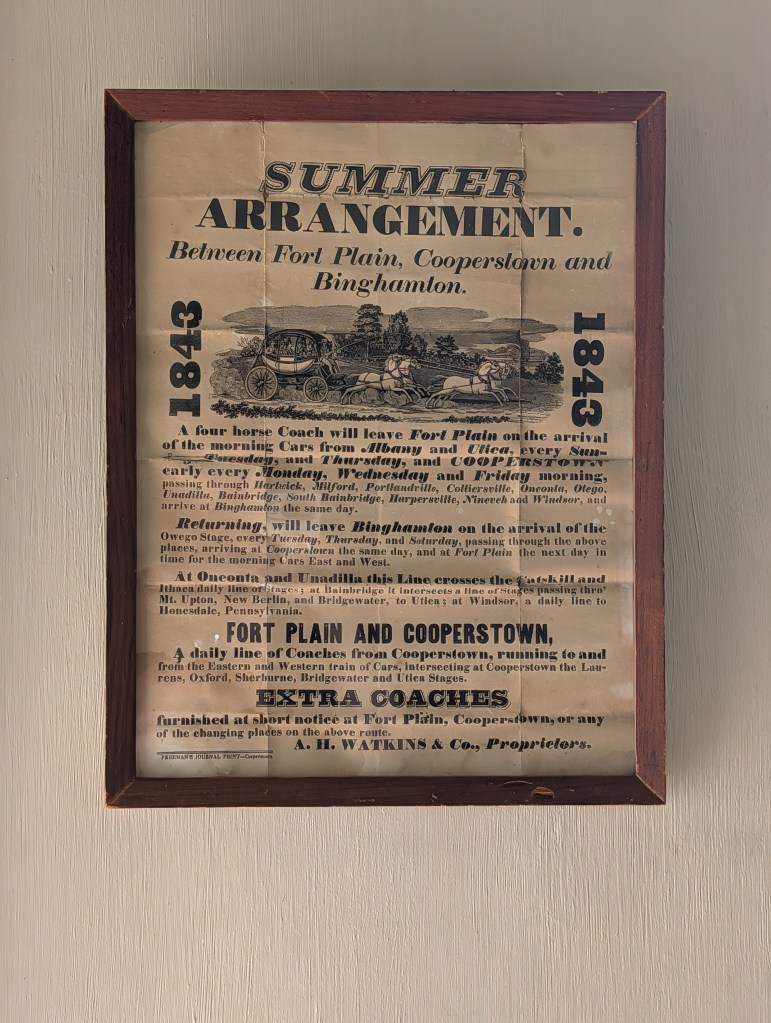 SUMMER
ARRANGEMENT.
Between Fort Plain, Cooperstown and
Binghamton.
1843
1843
A four horse Coach will leave Fort Plain on the arrival
of the morning Cars from Albany and Utica, every Sun-
Tuesday, and Thursday, and COOPERSTOWN
early every Monday, Wednesday and Friday morning,
passing through Hartwick, Milford, Portlandville, Colliersville, Oneonta, Otego,
Unadilla, Bainbridge, South Bainbridge, Harpersville, Nineveh and Windsor, and
arrive at Binghamton the same day.
Returning, will leave Binghamton on the arrival of the
Owego Stage, every Tuesday, Thursday, and Saturday, passing through the above
places, arriving at Cooperstown the same day, and at Fort Plain the next day in
time for the morning Cars East and West.
At Oneonta and Unadilla this Line crosses the Catskill and
Ithaca daily line of Stages; at Bainbridge it intersects a line of Stages passing thro'
Mt. Upton, New Berlin, and Bridgewater, to Utica; at Windsor, a daily line to
Honesdale, Pennsylvania.
FORT PLAIN AND COOPERSTOWN,
A daily line of Coaches from Cooperstown, running to and
from the Eastern and Western train of Cars, intersecting at Cooperstown the Lau-
rens, Oxford, Sherburne, Bridgewater and Utica Stages.
EXTRA COACHES
furnished at short notice at Fort Plain, Cooperstown, or any
of the changing places on the above route.
A. H. WATKINS & Co., Proprietors.
FREEMAN'S JOURNAL PRINT—Cooperstown